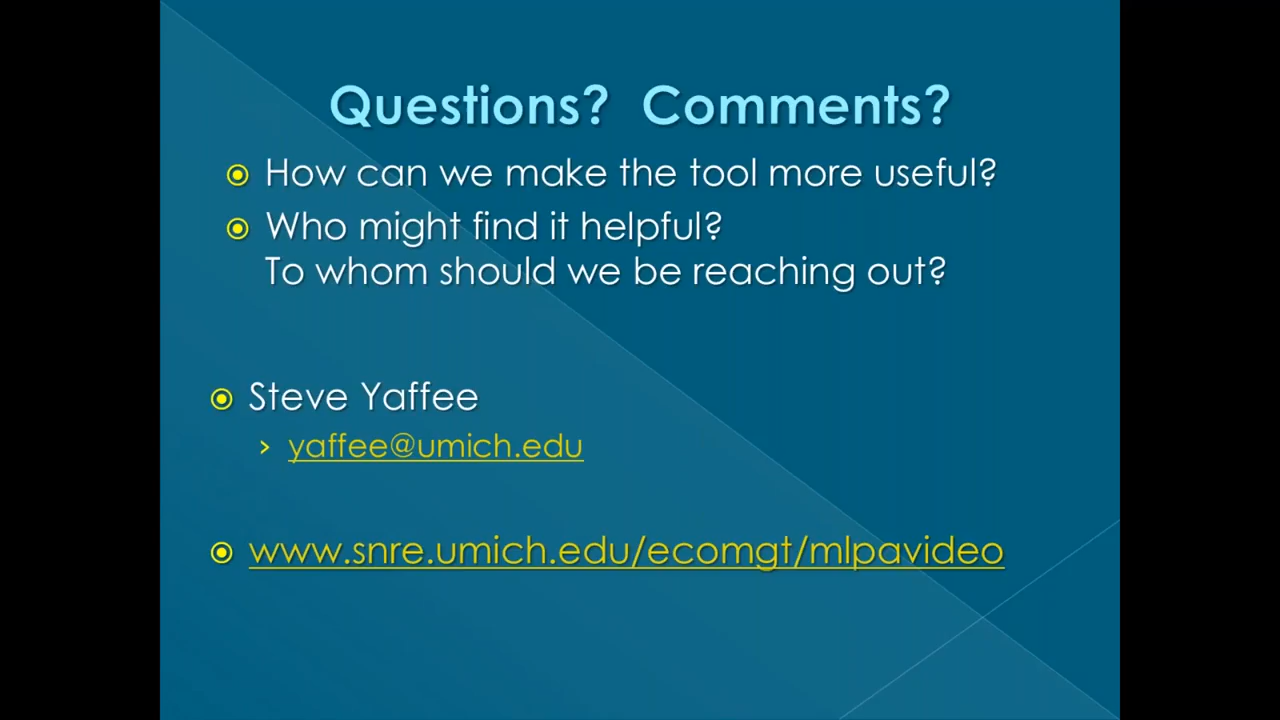 Questions? Comments?
How can we make the tool more useful?
Who might find it helpful?
To whom should we be reaching out?
Steve Yaffee
yaffee@umich.edu
www.snre.umich.edu/ecomgt/mlpavideo